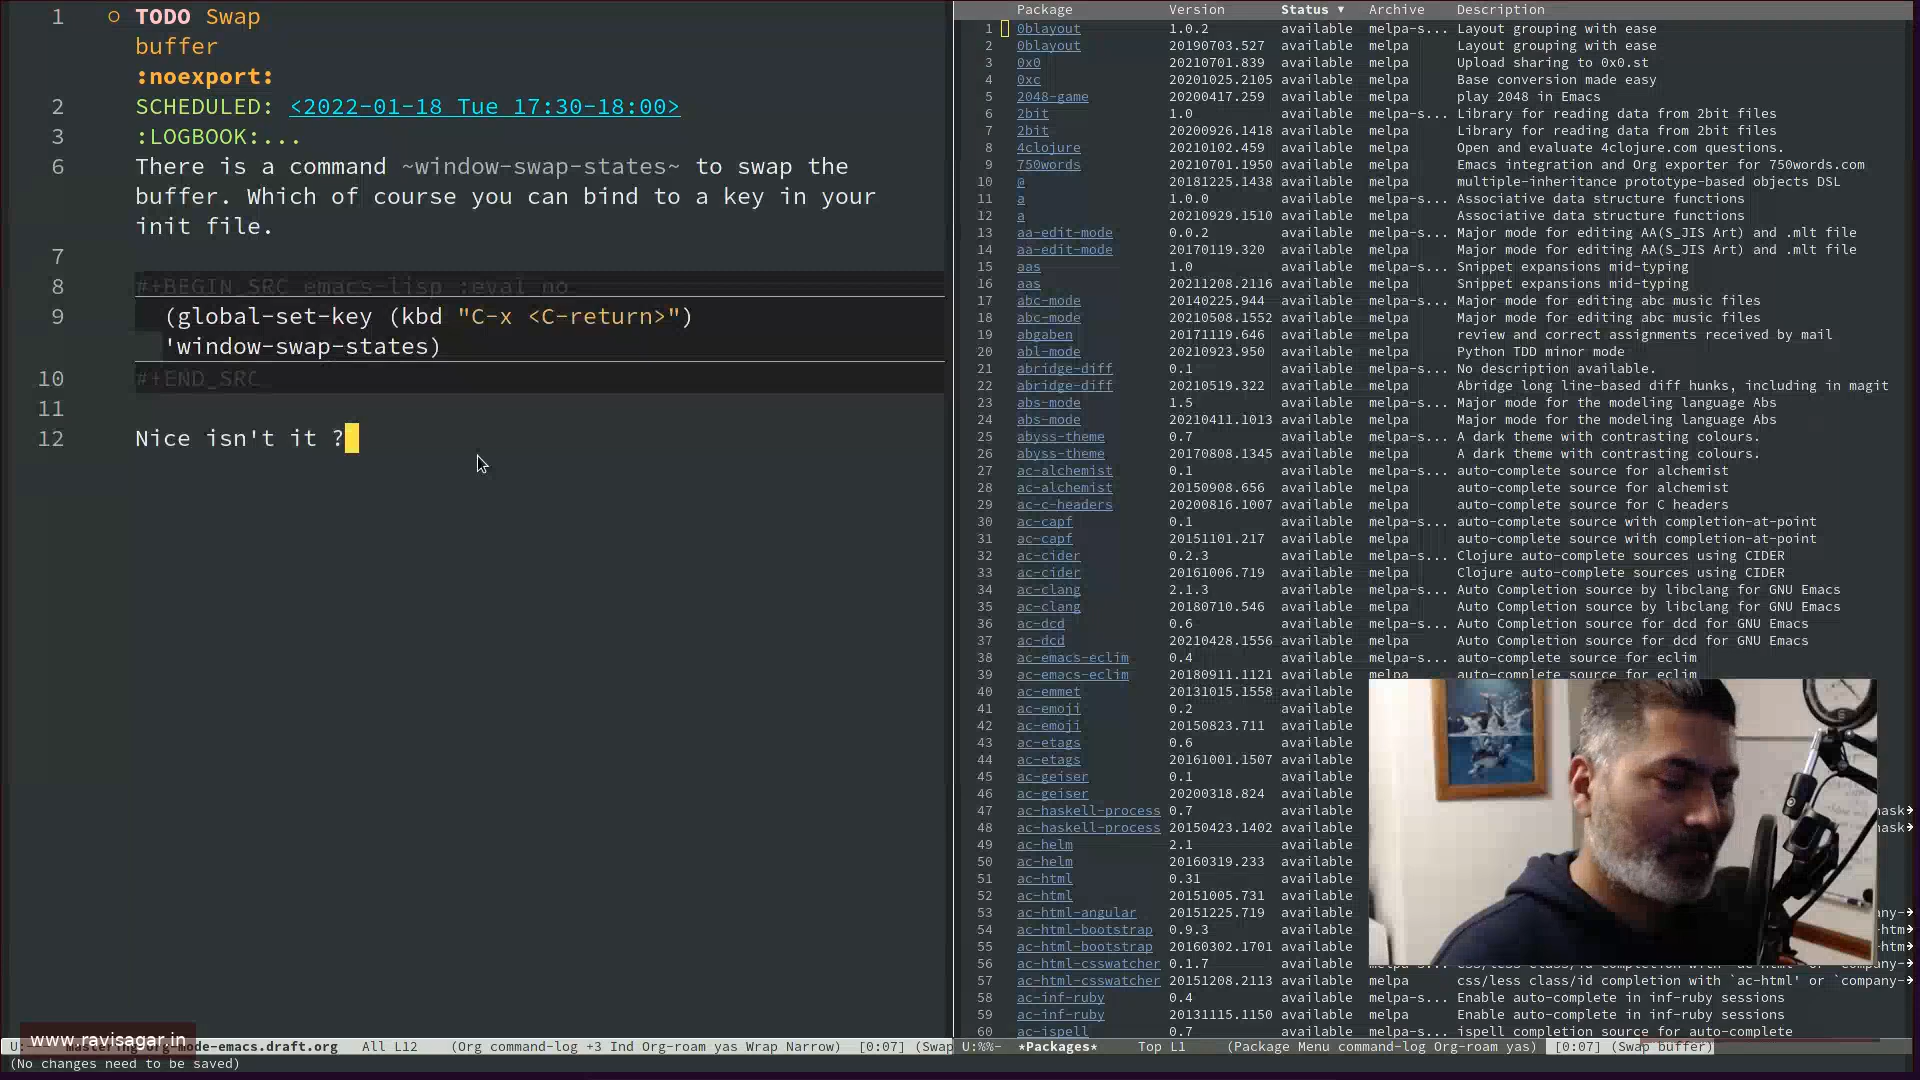 1 TODO Swap
buffer
:noexport:
2 SCHEDULED: <2022-01-18 Tue 17:30-18:00>
3 :LOGBOOK:...
6 There is a command ~window-swap-states~ to swap the
buffer. Which of course you can bind to a key in your
init file.
7
8 #+BEGIN_SRC emacs-lisp :eval no
9 (global-set-key (kbd "C-x <C-return>")
'window-swap-states)
10 #+END_SRC
11
12 Nice isn't it ?
www.ravisagar.in
U: mastering-org-mode-emacs.draft.org All L12 (Org command-log +3 Ind Org-roam yas Wrap Narrow) [0:07] (Swap
(No changes need to be saved)
Package Version Status ▼ Archive Description
1 0blayout 1.0.2 available melpa-s... Layout grouping with ease
2 0blayout 20190703.527 available melpa Layout grouping with ease
3 0x0 20210701.839 available melpa Upload sharing to 0x0.st
4 0xc 20201025.2105 available melpa Base conversion made easy
5 2048-game 20200417.259 available melpa play 2048 in Emacs
6 2bit 1.0 available melpa-s... Library for reading data from 2bit files
7 2bit 20200926.1418 available melpa Library for reading data from 2bit files
8 4clojure 20210102.459 available melpa Open and evaluate 4clojure.com questions.
9 750words 20210701.1950 available melpa Emacs integration and Org exporter for 750words.com
10 @ 20181225.1438 available melpa multiple-inheritance prototype-based objects DSL
11 a 1.0.0 available melpa-s... Associative data structure functions
12 a 20210929.1510 available melpa Associative data structure functions
13 aa-edit-mode 0.0.2 available melpa-s... Major mode for editing AA(S_JIS Art) and .mlt file
14 aa-edit-mode 20170119.320 available melpa Major mode for editing AA(S_JIS Art) and .mlt file
15 aas 1.0 available melpa-s... Snippet expansions mid-typing
16 aas 20211208.2116 available melpa Snippet expansions mid-typing
17 abc-mode 20140225.944 available melpa-s... Major mode for editing abc music files
18 abc-mode 20210508.1552 available melpa Major mode for editing abc music files
19 abgaben 20171119.646 available melpa review and correct assignments received by mail
20 abl-mode 20210923.950 available melpa Python TDD minor mode
21 abridge-diff 0.1 available melpa-s... No description available.
22 abridge-diff 20210519.322 available melpa Abridge long line-based diff hunks, including in magit
23 abs-mode 1.5 available melpa-s... Major mode for the modeling language Abs
24 abs-mode 20210411.1013 available melpa Major mode for the modeling language Abs
25 abyss-theme 0.7 available melpa-s... A dark theme with contrasting colours.
26 abyss-theme 20170808.1345 available melpa A dark theme with contrasting colours.
27 ac-alchemist 0.1 available melpa-s... auto-complete source for alchemist
28 ac-alchemist 20150908.656 available melpa auto-complete source for alchemist
29 ac-c-headers 20200816.1007 available melpa auto-complete source for C headers
30 ac-capf 0.1 available melpa-s... auto-complete source with completion-at-point
31 ac-capf 20151101.217 available melpa auto-complete source with completion-at-point
32 ac-cider 0.2.3 available melpa-s... Clojure auto-complete sources using CIDER
33 ac-cider 20161006.719 available melpa Clojure auto-complete sources using CIDER
34 ac-clang 2.1.3 available melpa-s... Auto Completion source by libclang for GNU Emacs
35 ac-clang 20180710.546 available melpa Auto Completion source by libclang for GNU Emacs
36 ac-dcd 0.6 available melpa-s... Auto Completion source for dcd for GNU Emacs
37 ac-dcd 20210428.1556 available melpa Auto Completion source for dcd for GNU Emacs
38 ac-emacs-eclim 0.4 available melpa-s... auto-complete source for eclim
39 ac-emacs-eclim 20180911.1121 available melpa auto-complete source for eclim
40 ac-emmet 20131015.1558 available
41 ac-emoji 0.2 available
42 ac-emoji 20150823.711 available
43 ac-etags 0.6 available
44 ac-etags 20161001.1507 available
45 ac-geiser 0.1 available
46 ac-geiser 20200318.824 available
47 ac-haskell-process 0.7 available
48 ac-haskell-process 20150423.1402 available
49 ac-helm 2.1 available
50 ac-helm 20160319.233 available
51 ac-html 0.31 available
52 ac-html 20151005.731 available
53 ac-html-angular 20151225.719 available
54 ac-html-bootstrap 0.9.3 available
55 ac-html-bootstrap 20160302.1701 available
56 ac-html-csswatcher 0.1.7 available melpa-s... css/less class/id completion with `ac-html' or `company-
57 ac-html-csswatcher 20151208.2113 available melpa css/less class/id completion with `ac-html' or `company-
58 ac-inf-ruby 0.4 available melpa-s... Enable auto-complete in inf-ruby sessions
59 ac-inf-ruby 20131115.1150 available melpa Enable auto-complete in inf-ruby sessions
60 ac-ispell 0.7 available melpa-s... ispell completion source for auto-complete
U:%%- *Packages* Top L1 (Package Menu command-log Org-roam yas) [0:07] (Swap buffer)